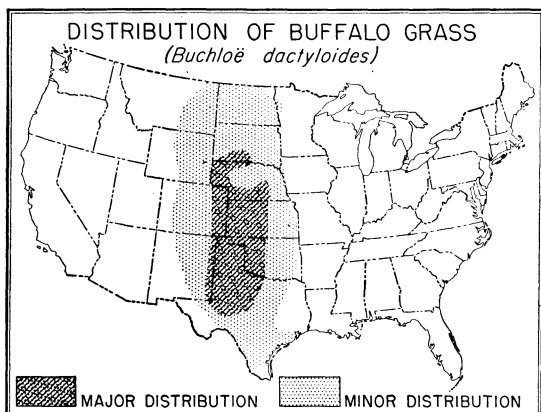 DISTRIBUTION OF BUFFALO GRASS
(Buchloë dactyloides)
MAJOR DISTRIBUTION MINOR DISTRIBUTION